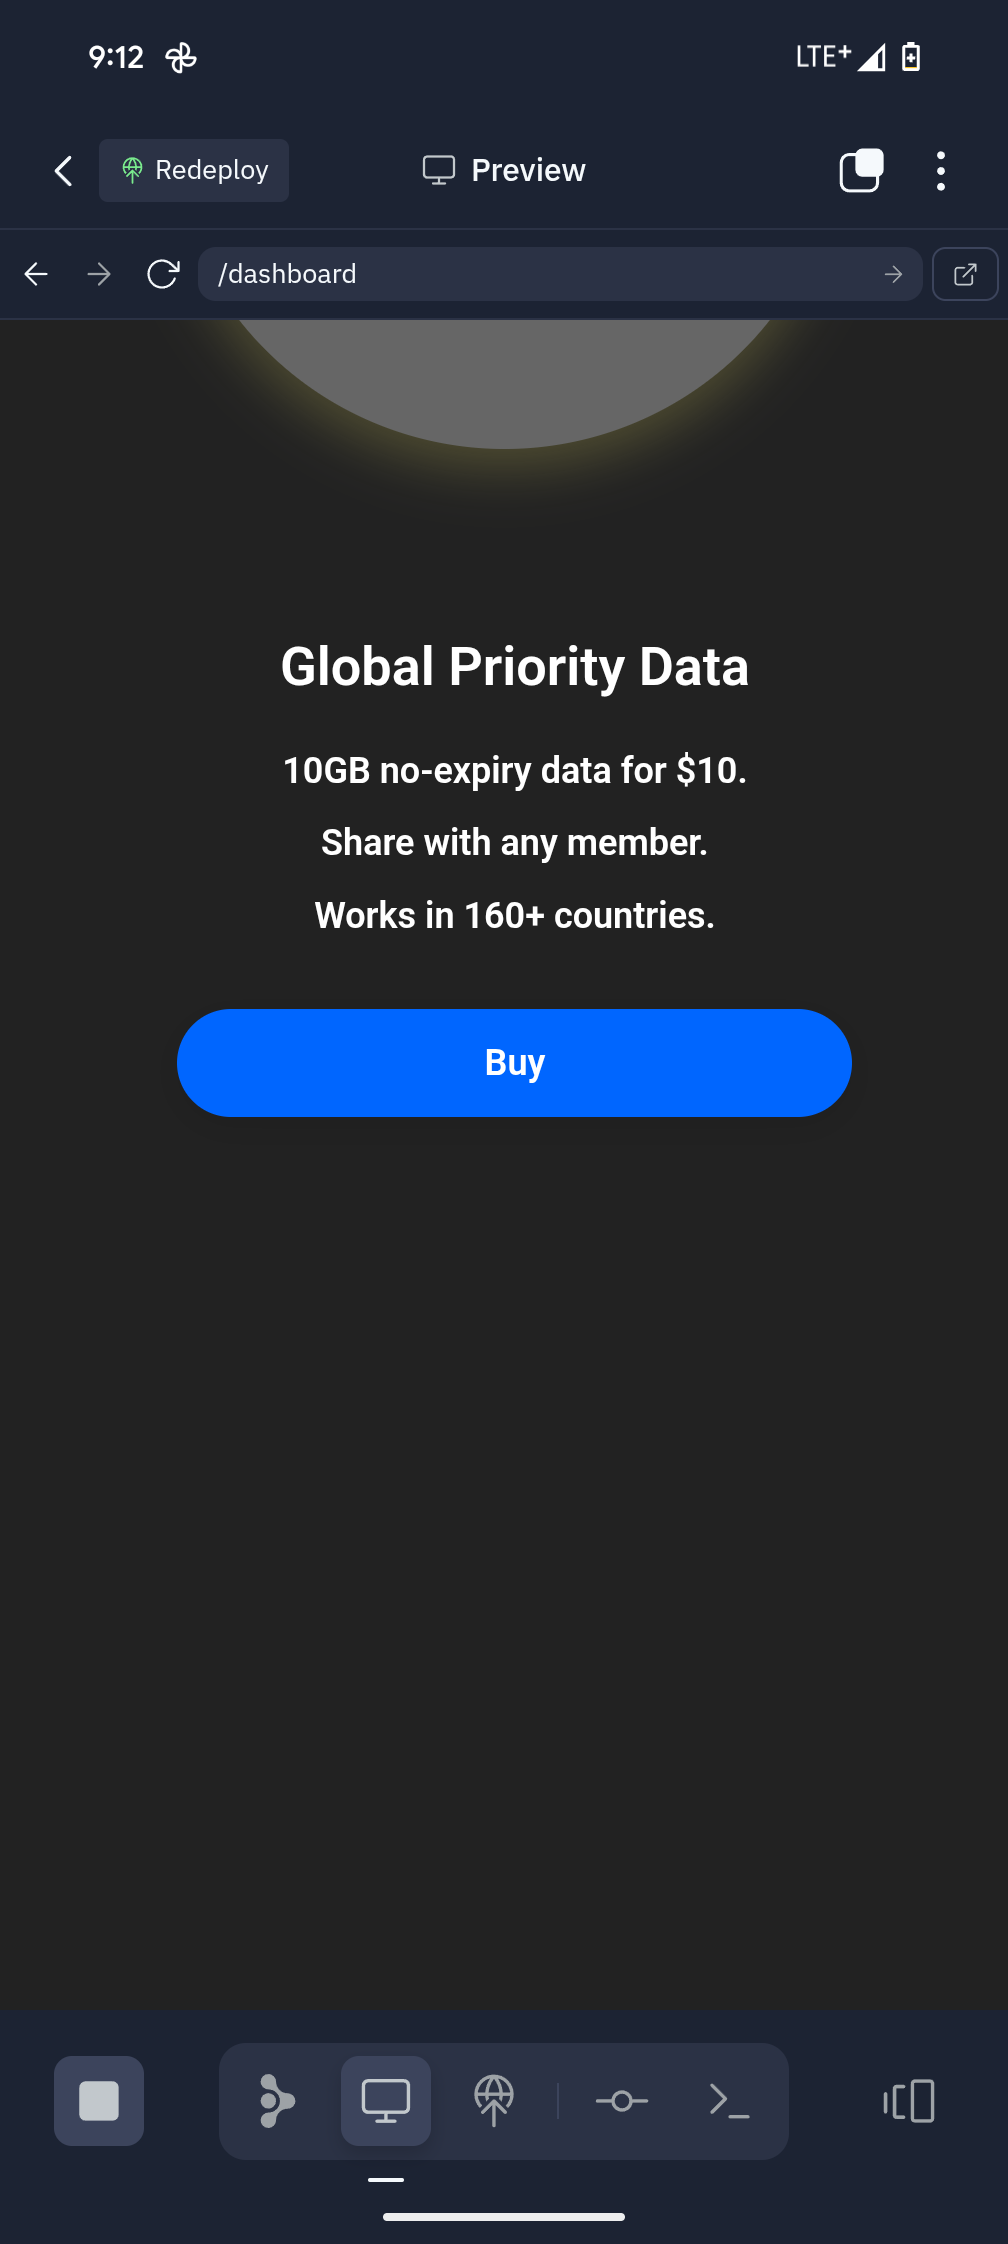 9:12
LTE+
Redeploy
Preview
/dashboard
Global Priority Data
10GB no-expiry data for $10.
Share with any member.
Works in 160+ countries.
Buy